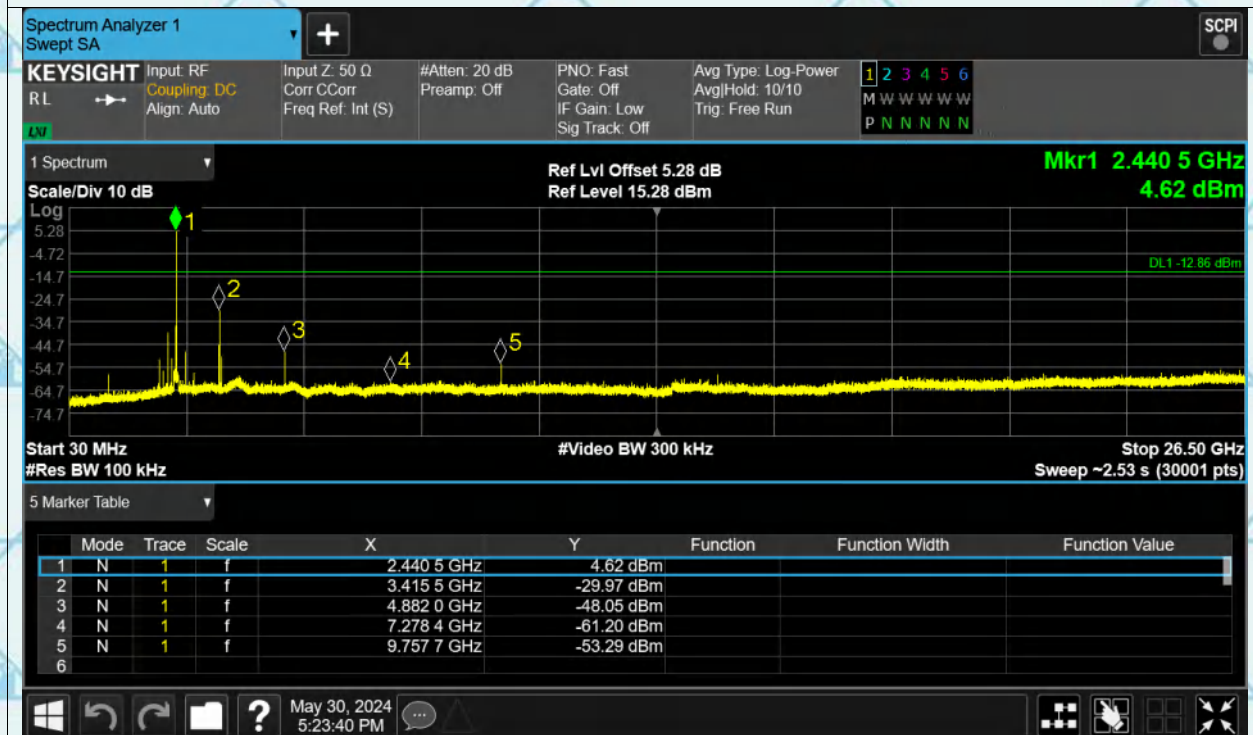 Spectrum Analyzer 1
Swept SA
+
SCPI
KEYSIGHT
RL
LXI
Input: RF
Coupling: DC
Align: Auto
Input Z: 50 Ω
Corr CCorr
Freq Ref: Int (S)
#Atten: 20 dB
Preamp: Off
PNO: Fast
Gate: Off
IF Gain: Low
Sig Track: Off
Avg Type: Log-Power
Avg|Hold: 10/10
Trig: Free Run
1 2 3 4 5 6
M W W W W W
P N N N N N
1 Spectrum
Scale/Div 10 dB
Ref Lvl Offset 5.28 dB
Ref Level 15.28 dBm
Mkr1 2.440 5 GHz
4.62 dBm
Log
5.28
-4.72
-14.7
-24.7
-34.7
-44.7
-54.7
-64.7
-74.7
1
2
3
4
5
DL1 -12.86 dBm
Start 30 MHz
#Video BW 300 kHz
Stop 26.50 GHz
#Res BW 100 kHz
Sweep ~2.53 s (30001 pts)
5 Marker Table
Mode Trace Scale X Y Function Function Width Function Value
1 N 1 f 2.440 5 GHz 4.62 dBm
2 N 1 f 3.415 5 GHz -29.97 dBm
3 N 1 f 4.882 0 GHz -48.05 dBm
4 N 1 f 7.278 4 GHz -61.20 dBm
5 N 1 f 9.757 7 GHz -53.29 dBm
6
?
May 30, 2024
5:23:40 PM